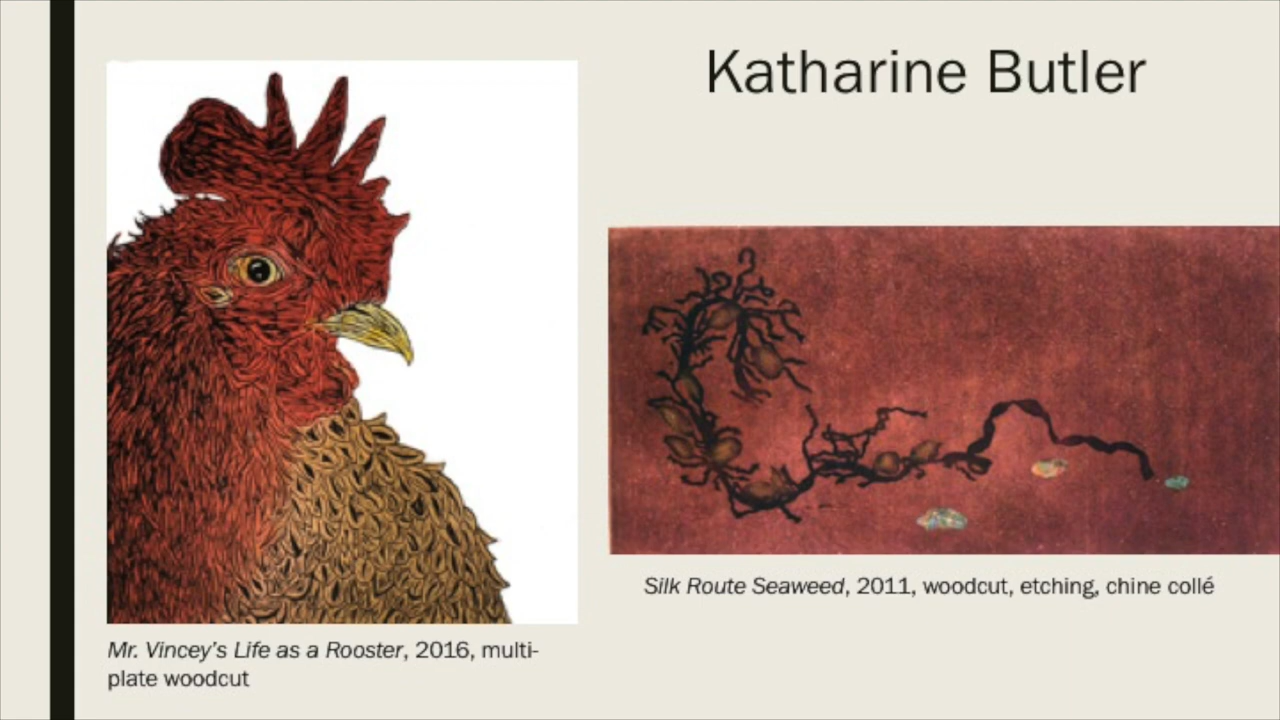 Katharine Butler
Silk Route Seaweed, 2011, woodcut, etching, chine collé
Mr. Vincey's Life as a Rooster, 2016, multi-
plate woodcut